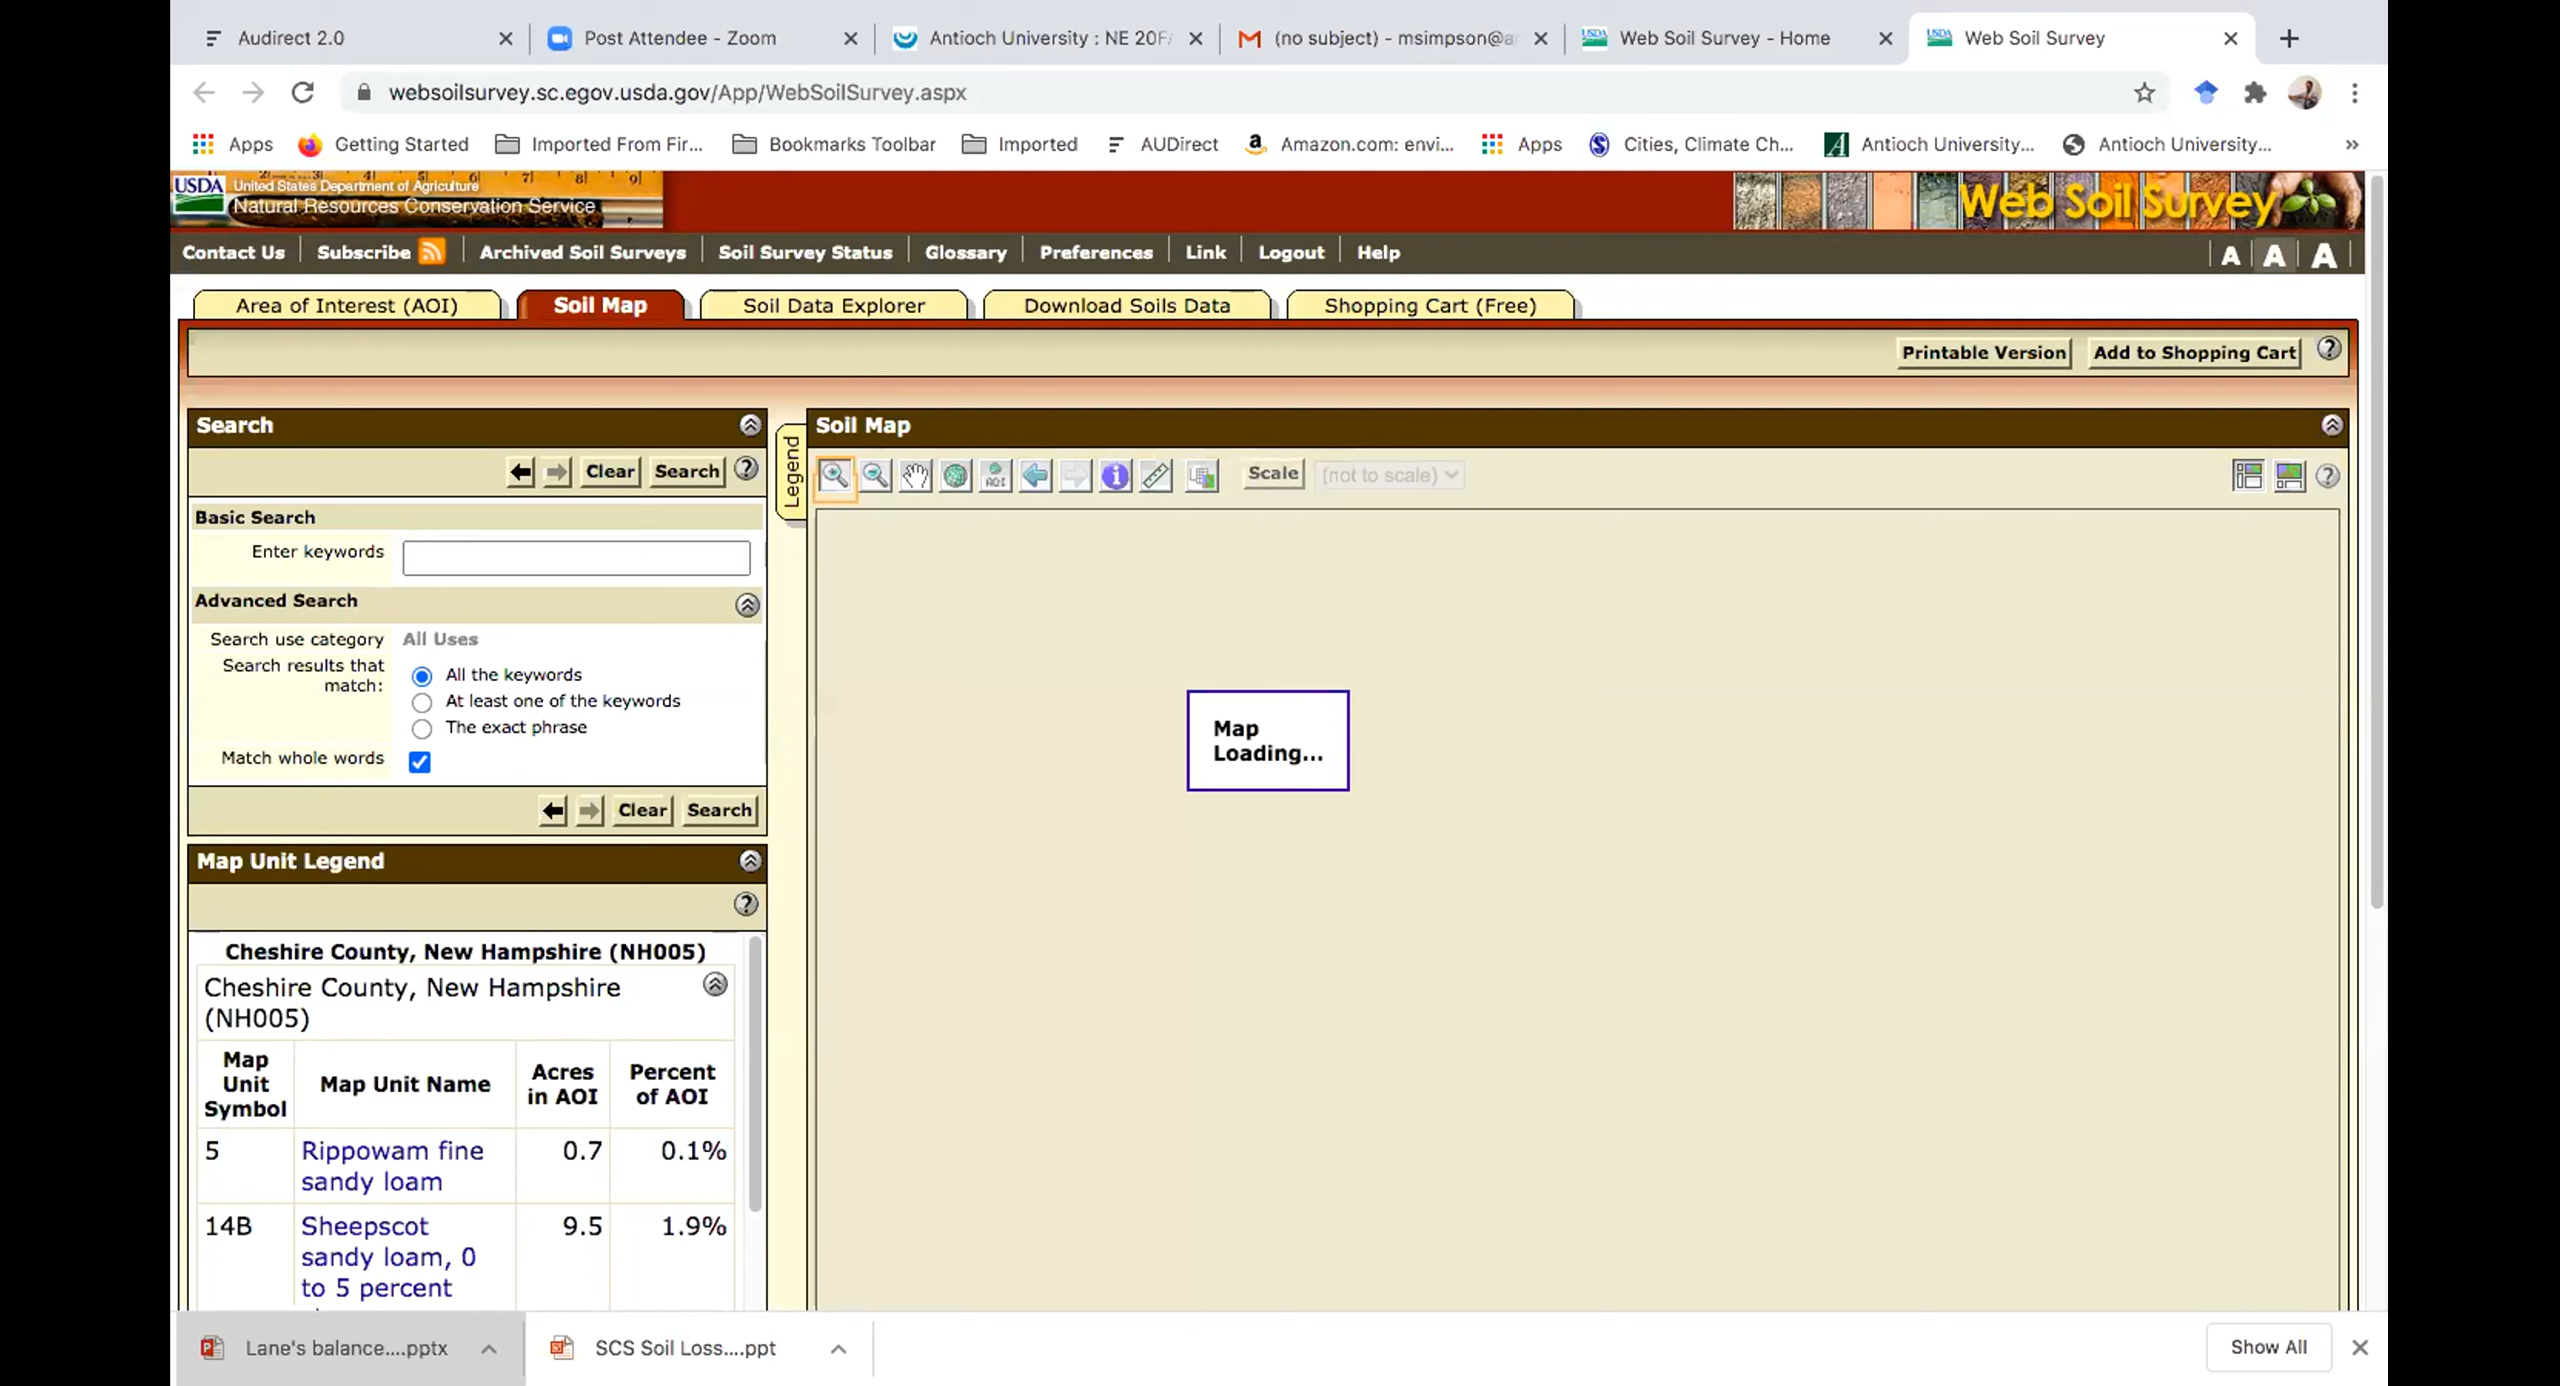 Audirect 2.0
Post Attendee - Zoom
Antioch University : NE 20F
(no subject) - msimpson@a
Web Soil Survey - Home
Web Soil Survey
websoilsurvey.sc.egov.usda.gov/App/WebSoilSurvey.aspx
Apps
Getting Started
Imported From Fir...
Bookmarks Toolbar
Imported
AUDirect
Amazon.com: envi...
Apps
Cities, Climate Ch...
Antioch University...
Antioch University...
USDA
United States Department of Agriculture
Natural Resources Conservation Service
Web Soil Survey
Contact Us
Subscribe
Archived Soil Surveys
Soil Survey Status
Glossary
Preferences
Link
Logout
Help
A A A
Area of Interest (AOI)
Soil Map
Soil Data Explorer
Download Soils Data
Shopping Cart (Free)
Printable Version
Add to Shopping Cart
Search
Clear
Search
Basic Search
Enter keywords
Advanced Search
Search use category
All Uses
Search results that
match:
All the keywords
At least one of the keywords
The exact phrase
Match whole words
Clear
Search
Map Unit Legend
Cheshire County, New Hampshire (NH005)
Cheshire County, New Hampshire
(NH005)
Map
Unit
Symbol
Map Unit Name
Acres
in AOI
Percent
of AOI
5
Rippowam fine
sandy loam
0.7
0.1%
14B
Sheepscot
sandy loam, 0
to 5 percent
9.5
1.9%
Legend
Soil Map
AOI
Scale
(not to scale)
Map
Loading...
Lane's balance....pptx
SCS Soil Loss....ppt
Show All